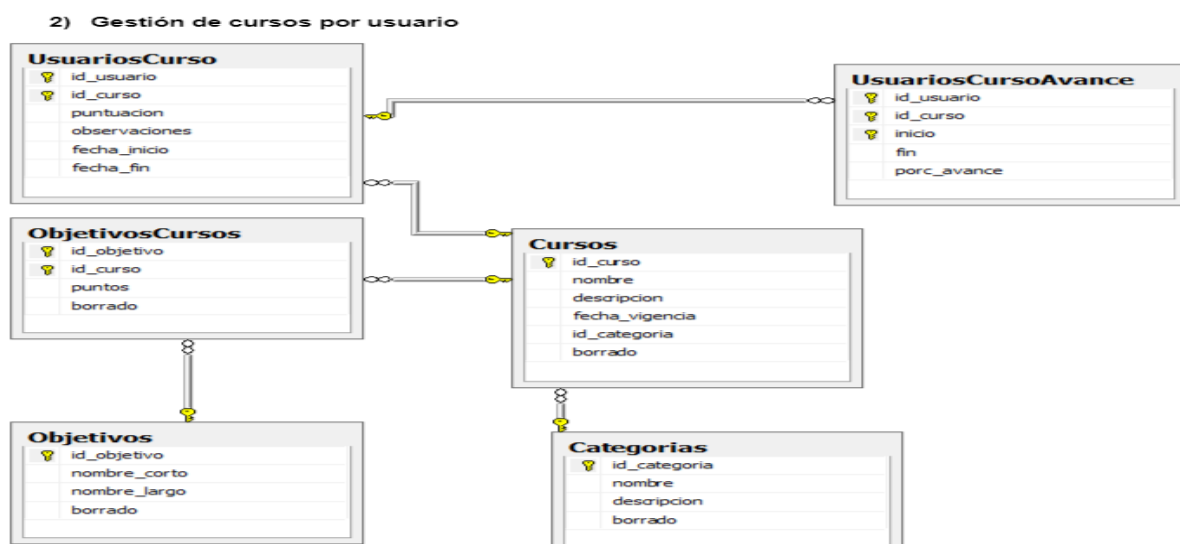 2) Gestión de cursos por usuario
UsuariosCurso
id_usuario
id_curso
puntuacion
observaciones
fecha_inicio
fecha_fin
UsuariosCursoAvance
id_usuario
id_curso
inicio
fin
porc_avance
ObjetivosCursos
id_objetivo
id_curso
puntos
borrado
Cursos
id_curso
nombre
descripcion
fecha_vigencia
id_categoria
borrado
Objetivos
id_objetivo
nombre_corto
nombre_largo
borrado
Categorias
id_categoria
nombre
descripcion
borrado